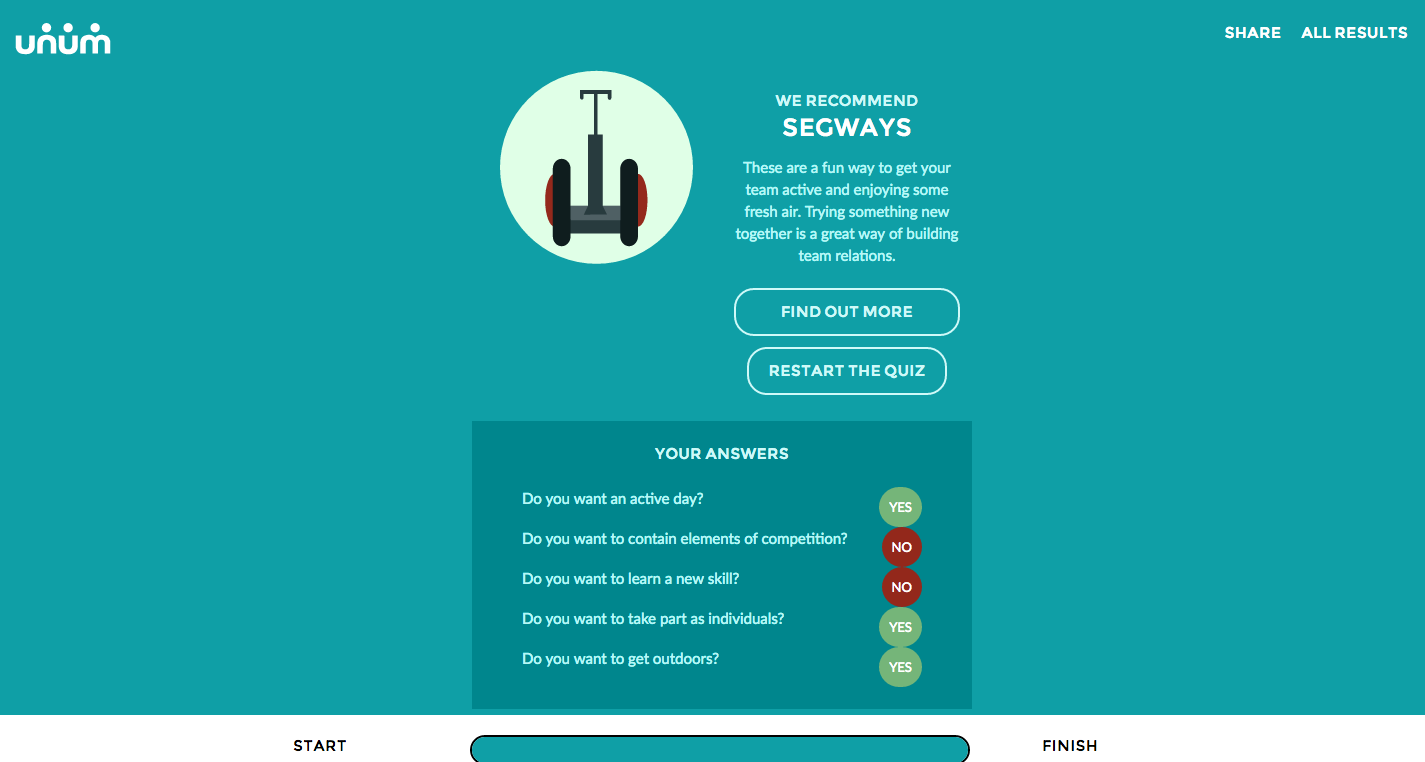 unum
SHARE
ALL RESULTS
WE RECOMMEND
SEGWAYS
These are a fun way to get your
team active and enjoying some
fresh air. Trying something new
together is a great way of building
team relations.
FIND OUT MORE
RESTART THE QUIZ
YOUR ANSWERS
Do you want an active day? YES
Do you want to contain elements of competition? NO
Do you want to learn a new skill? NO
Do you want to take part as individuals? YES
Do you want to get outdoors? YES
START
FINISH